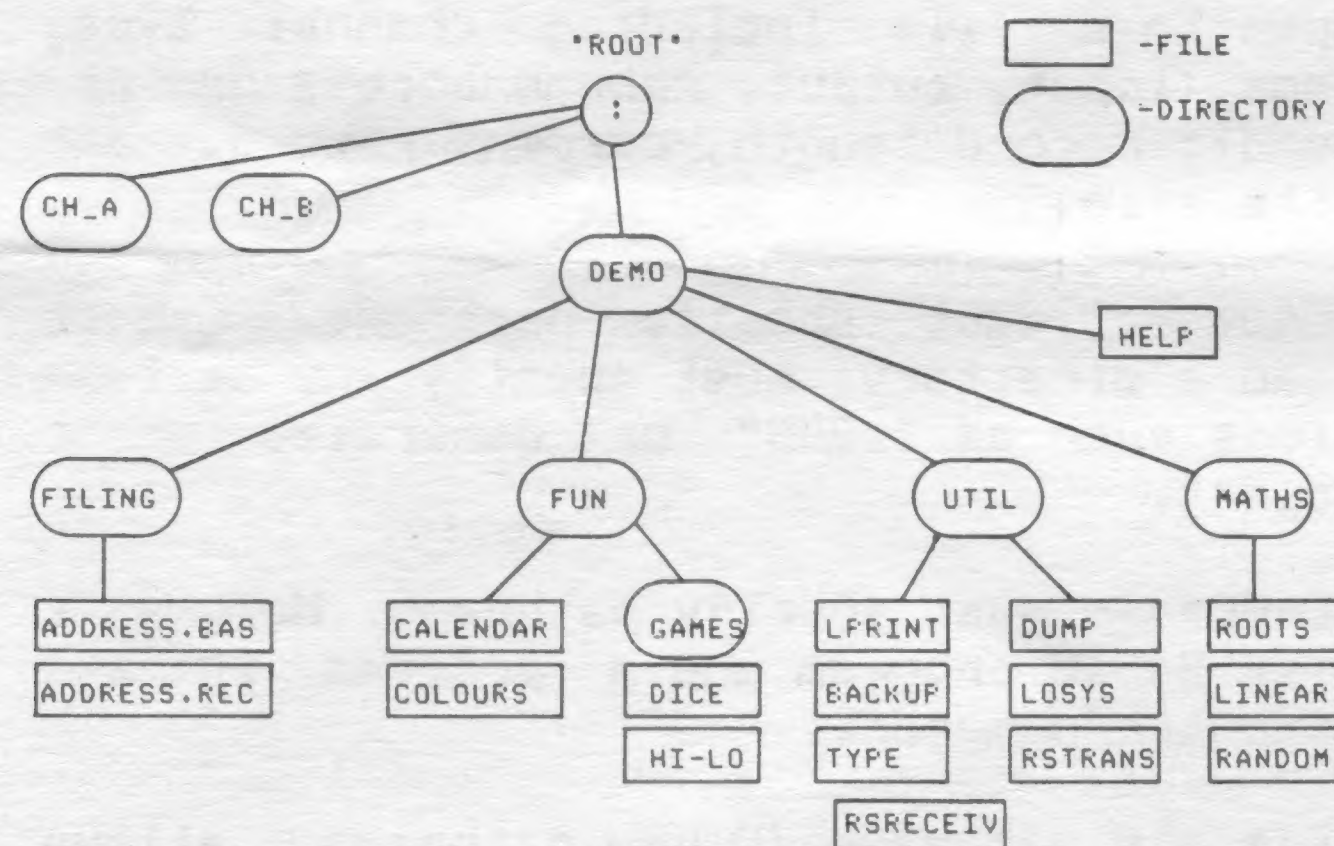 "ROOT"
-FILE
:
-DIRECTORY
CH_A CH_B
DEMO
HELP
FILING FUN UTIL MATHS
ADDRESS.BAS CALENDAR GAMES LPRINT DUMP ROOTS
ADDRESS.REC COLOURS DICE BACKUP LOSYS LINEAR
HI-LO TYPE RSTRANS RANDOM
RSRECEIV